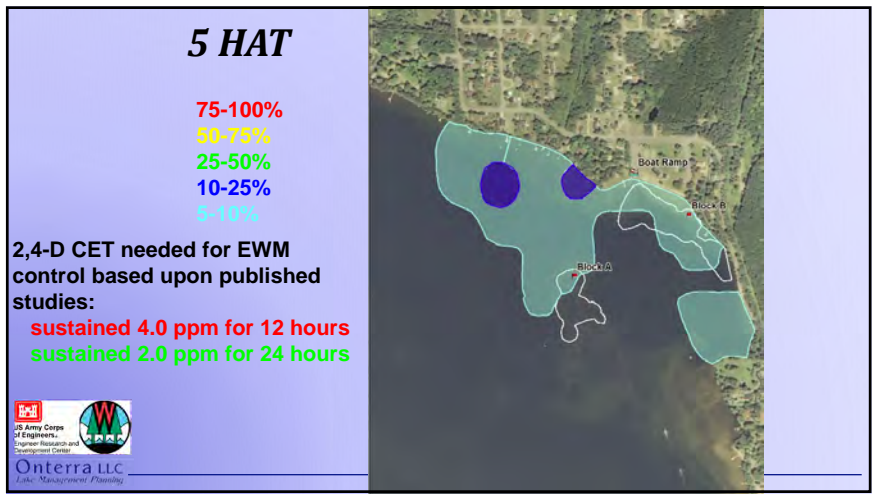 5 HAT
75-100%
50-75%
25-50%
10-25%
5-10%
2,4-D CET needed for EWM
control based upon published
studies:
sustained 4.0 ppm for 12 hours
sustained 2.0 ppm for 24 hours
Boat Ramp
Block B
Block A
US Army Corps
of Engineers.
Engineer Research and
Development Center
W
Onterra LLC
Lake Management Planning